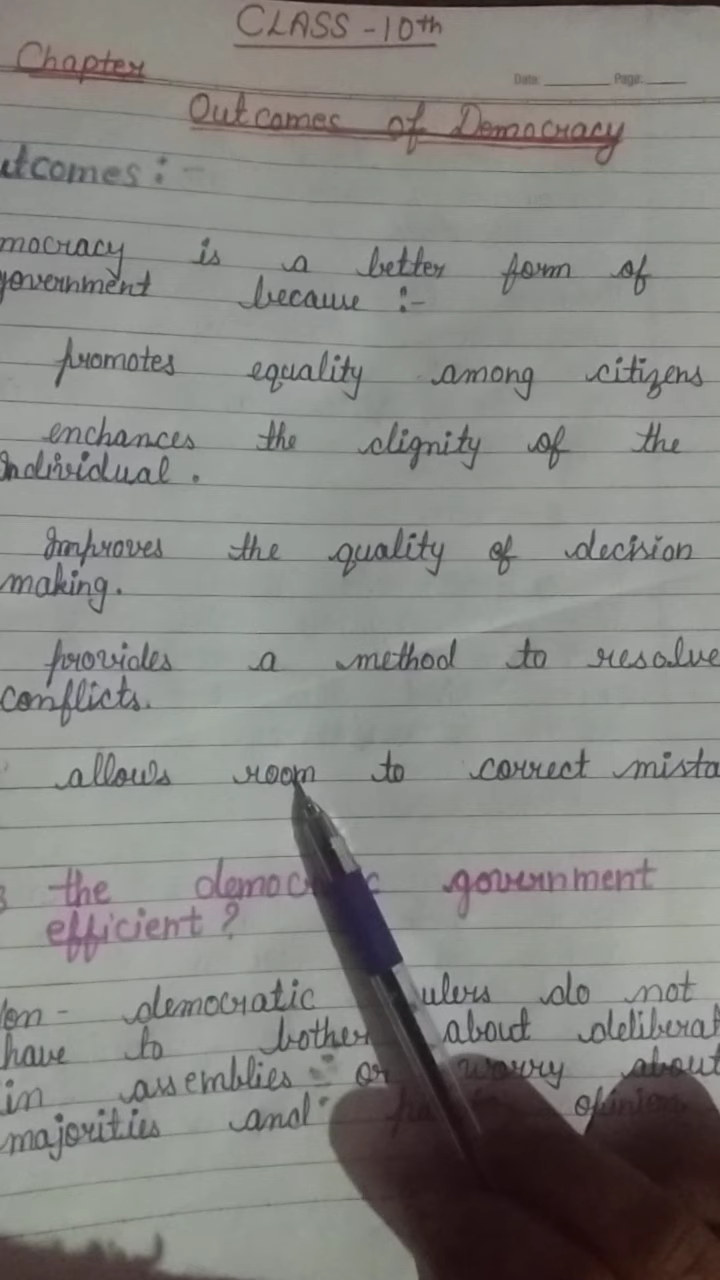 CLASS - 10th
Chapter
Date: Page:
Outcomes of Democracy
utcomes :-
mocracy is a better form of
government because :-
promotes equality among citizens
enchances the dignity of the
individual.
Improves the quality of decision
making.
provides a method to resolve
conflicts.
allows room to correct mista
the democ c government
efficient ?
on- democratic ulers do not
have to bother about deliberat
in assemblies or worry about
majorities and opinion